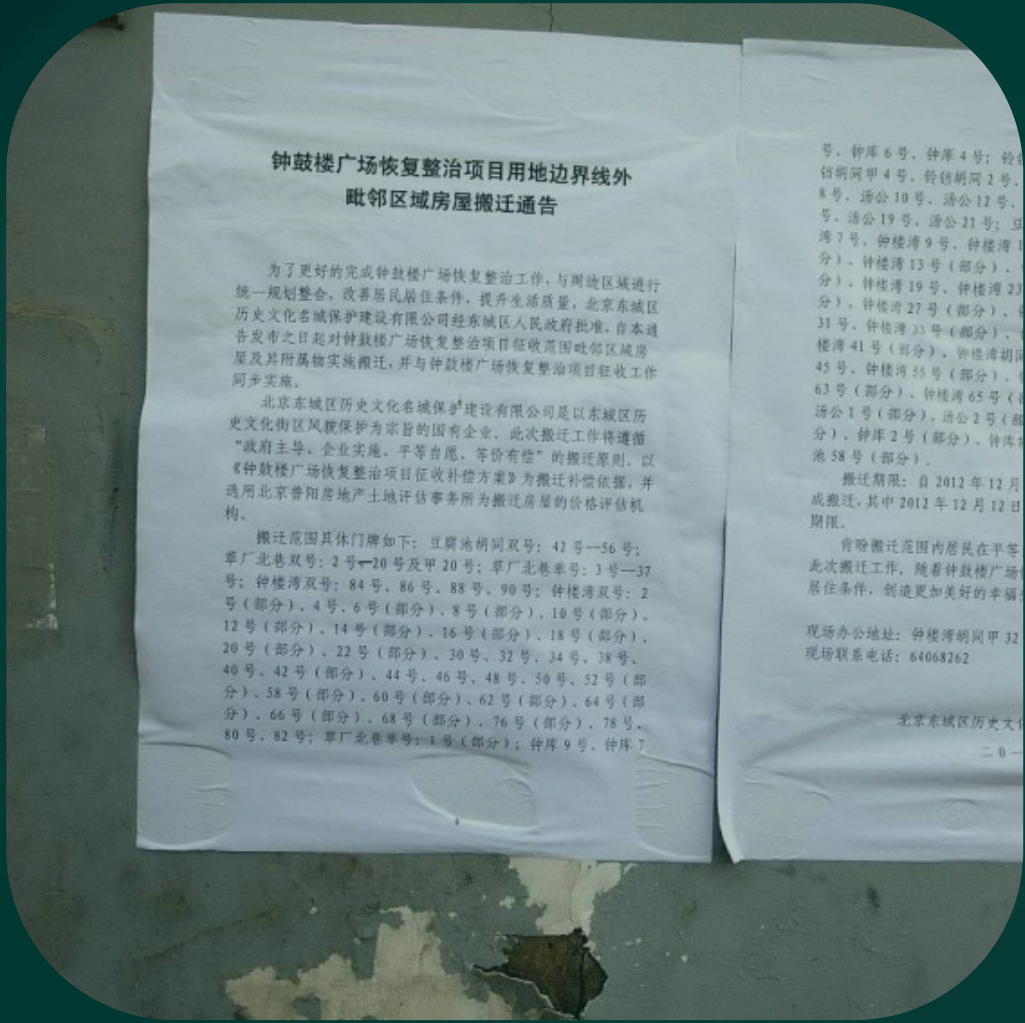 钟鼓楼广场恢复整治项目用地边界线外
毗邻区域房屋搬迁通告
为了更好的完成钟鼓楼广场恢复整治工作，与周边区域进行
统一规划整合，改善居民居住条件，提升生活质量，北京东城区
历史文化名城保护建设有限公司经东城区人民政府批准，自本通
告发布之日起对钟鼓楼广场恢复整治项目征收范围毗邻区域房
屋及其附属物实施搬迁，并与钟鼓楼广场恢复整治项目征收工作
同步实施。
北京东城区历史文化名城保护建设有限公司是以东城区历
史文化街区风貌保护为宗旨的国有企业。此次搬迁工作将遵循
“政府主导、企业实施、平等自愿、等价有偿”的搬迁原则，以
《钟鼓楼广场恢复整治项目征收补偿方案》为搬迁补偿依据，并
选用北京普阳房地产土地评估事务所为搬迁房屋的价格评估机
构。
搬迁范围具体门牌如下：豆腐池胡同双号：42号—56号；
草厂北巷双号：2号—20号及甲20号；草厂北巷单号：3号—37
号；钟楼湾双号：84号、86号、88号、90号；钟楼湾双号：2
号（部分）、4号、6号（部分）、8号（部分）、10号（部分）、
12号（部分）、14号（部分）、16号（部分）、18号（部分）、
20号（部分）、22号（部分）、30号、32号、34号、38号、
40号、42号（部分）、44号、46号、48号、50号、52号（部
分）、58号（部分）、60号（部分）、62号（部分）、64号（部
分）、66号（部分）、68号（部分）、76号（部分）、78号、
80号、82号；草厂北巷单号：1号（部分）；钟库9号、钟库7
号、钟库6号、钟库4号；铃
铛胡同甲4号、铃铛胡同2号、
8号、汤公10号、汤公12号、
号、汤公19号、汤公21号；豆
湾7号、钟楼湾9号、钟楼湾1
分）、钟楼湾13号（部分）、
分）、钟楼湾19号、钟楼湾23
分）、钟楼湾27号（部分）、
31号、钟楼湾33号（部分）、
楼湾41号（部分）、钟楼湾胡同
45号、钟楼湾55号（部分）、
63号（部分）、钟楼湾65号（
汤公1号（部分）、汤公2号（部
分）、钟库2号（部分）、钟库
池58号（部分）。
搬迁期限：自2012年12月
成搬迁，其中2012年12月12日
期限。
肯盼搬迁范围内居民在平等
此次搬迁工作，随着钟鼓楼广场
居住条件，创造更加美好的幸福
现场办公地址：钟楼湾胡同甲32
现场联系电话：64068262
北京东城区历史文
二0一